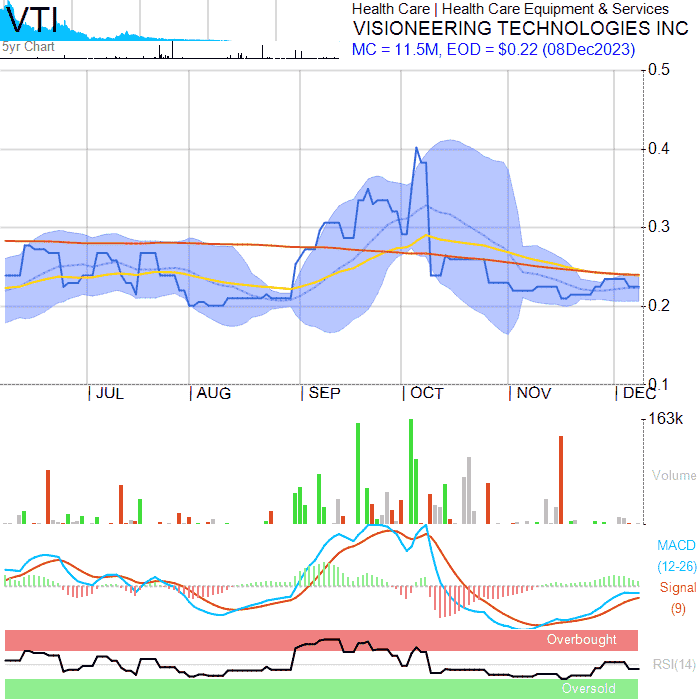 VTI
5yr Chart
Health Care | Health Care Equipment & Services
VISIONEERING TECHNOLOGIES INC
MC = 11.5M, EOD = $0.22 (08Dec2023)
0.5
0.4
0.3
0.2
0.1
JUL
AUG
SEP
OCT
NOV
DEC
163k
Volume
MACD
(12-26)
Signal
(9)
Overbought
RSI(14)
Oversold